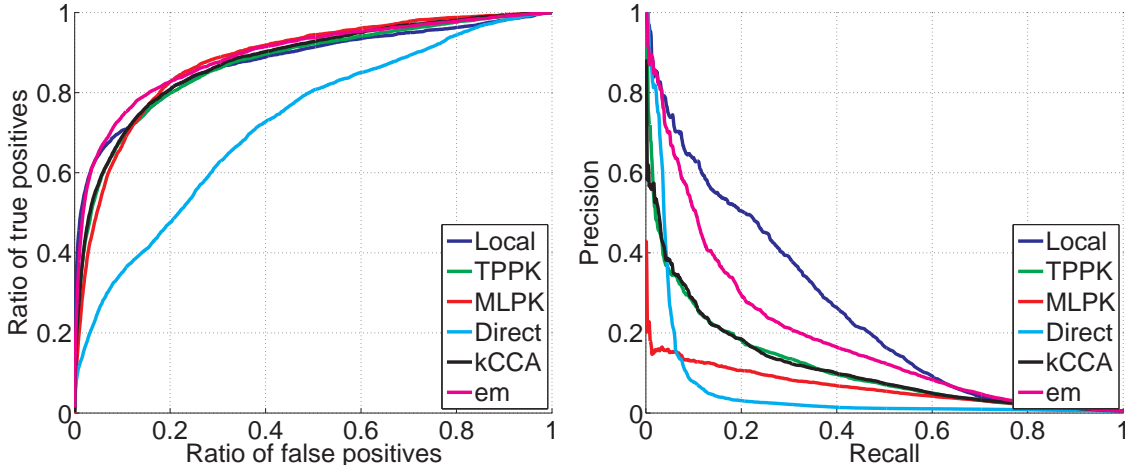 1
0.8
0.6
0.4
0.2
0
0
0.2
0.4
0.6
0.8
1
Ratio of true positives
Ratio of false positives
Local
TPPK
MLPK
Direct
kCCA
em
1
0.8
0.6
0.4
0.2
0
0
0.2
0.4
0.6
0.8
1
Precision
Recall
Local
TPPK
MLPK
Direct
kCCA
em